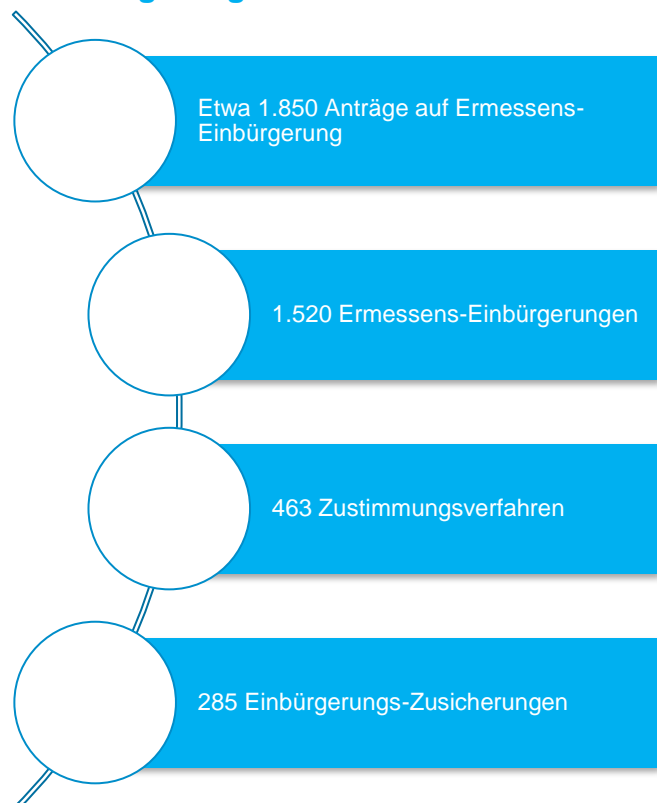 Etwa 1.850 Anträge auf Ermessens-
Einbürgerung
1.520 Ermessens-Einbürgerungen
463 Zustimmungsverfahren
285 Einbürgerungs-Zusicherungen